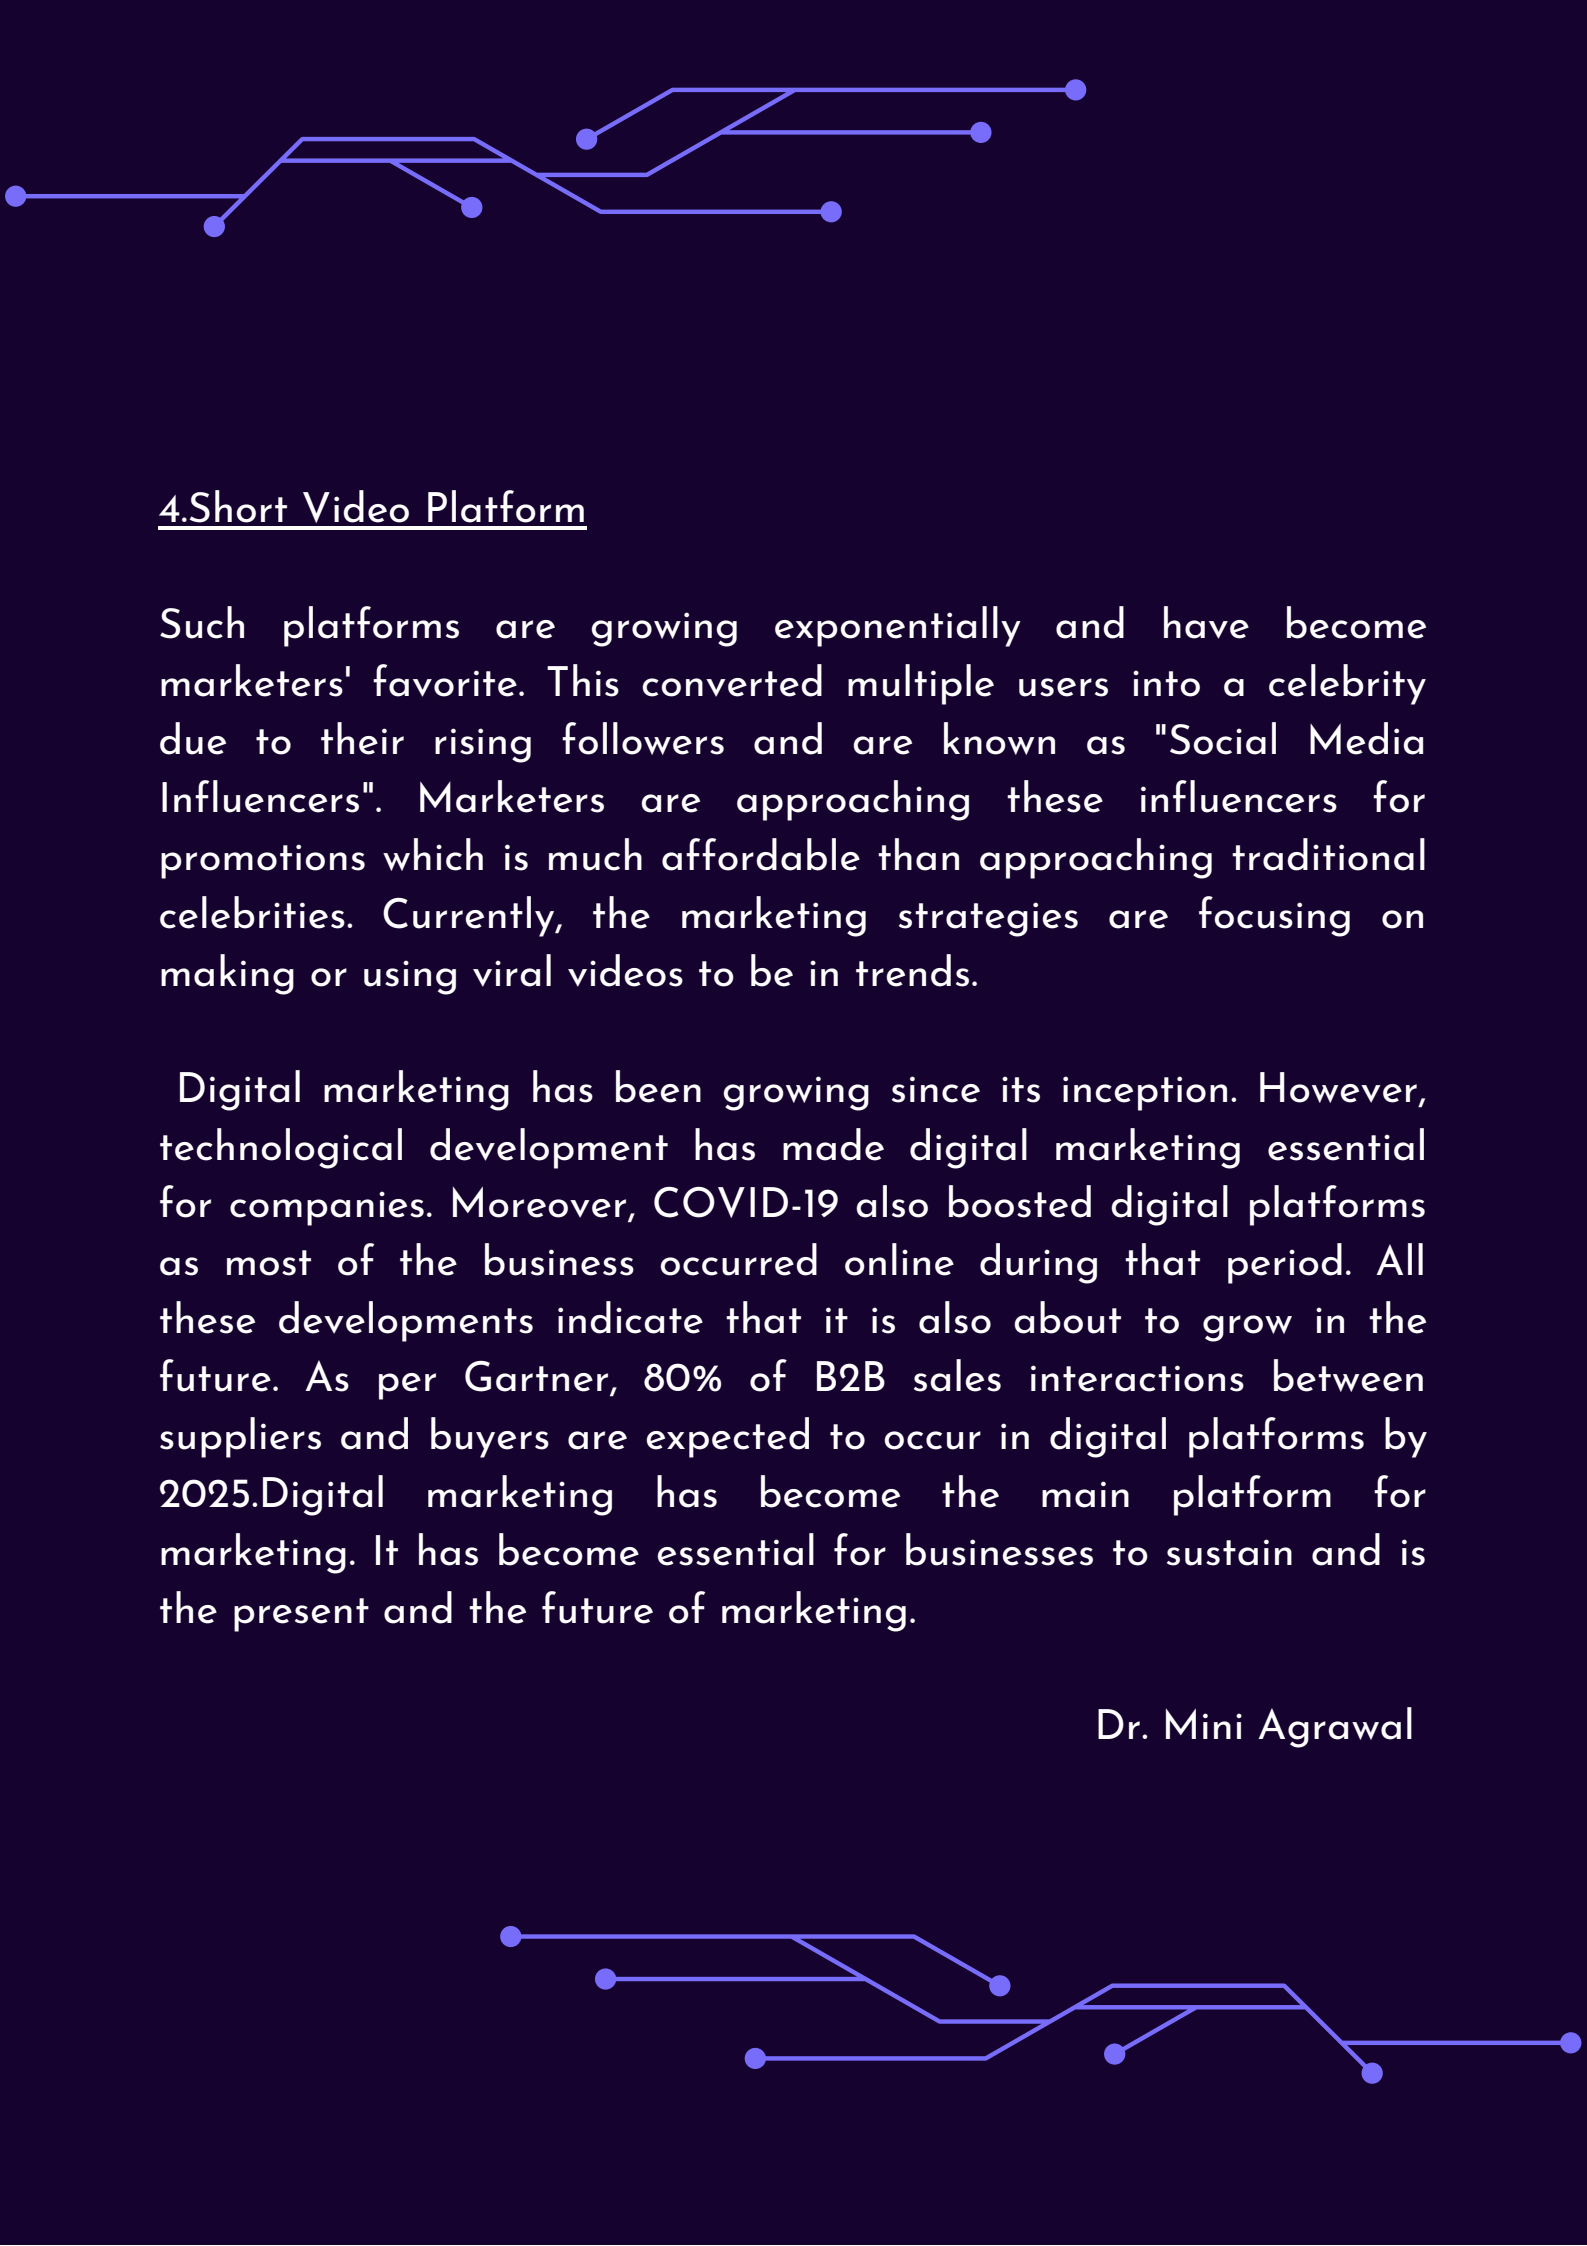 4.Short Video Platform
Such platforms are growing exponentially and have become
marketers' favorite. This converted multiple users into a celebrity
due to their rising followers and are known as "Social Media
Influencers". Marketers are approaching these influencers for
promotions which is much affordable than approaching traditional
celebrities. Currently, the marketing strategies are focusing on
making or using viral videos to be in trends.
Digital marketing has been growing since its inception. However,
technological development has made digital marketing essential
for companies. Moreover, COVID-19 also boosted digital platforms
as most of the business occurred online during that period. All
these developments indicate that it is also about to grow in the
future. As per Gartner, 80% of B2B sales interactions between
suppliers and buyers are expected to occur in digital platforms by
2025.Digital marketing has become the main platform for
marketing. It has become essential for businesses to sustain and is
the present and the future of marketing.
Dr. Mini Agrawal